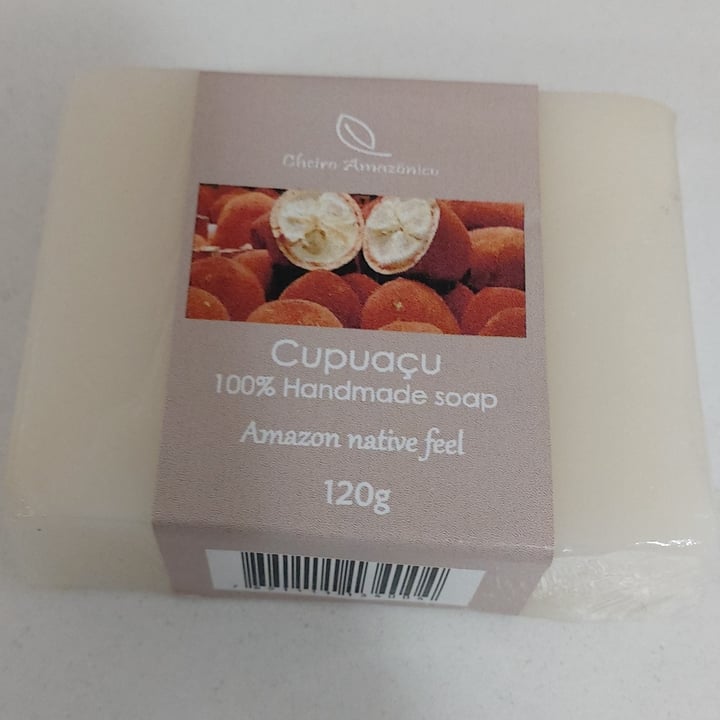 Cheiro Amazônico
Cupuaçu
100% Handmade soap
Amazon native feel
120g